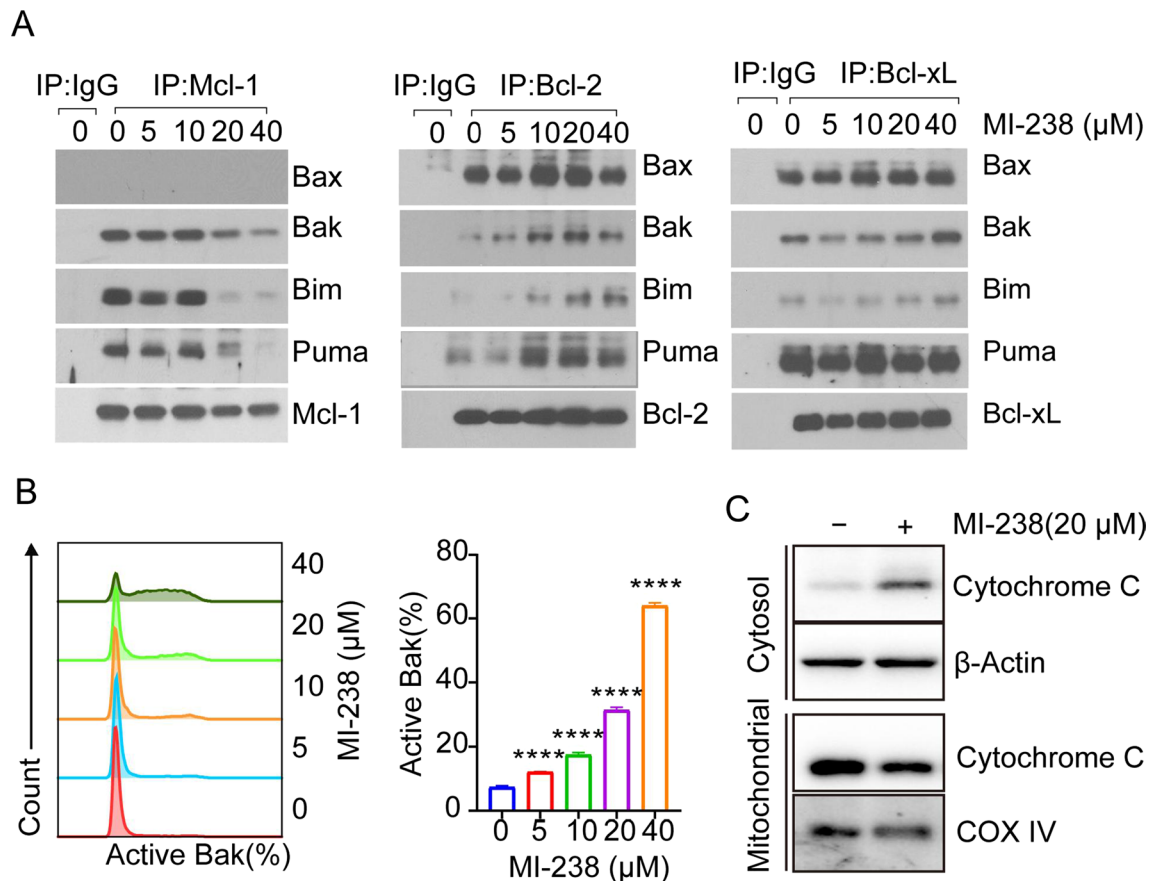 A
IP:IgG IP:Mcl-1
0 0 5 10 20 40
Bax
Bak
Bim
Puma
Mcl-1
IP:IgG IP:Bcl-2
0 0 5 10 20 40
Bax
Bak
Bim
Puma
Bcl-2
IP:IgG IP:Bcl-xL
0 0 5 10 20 40 MI-238 (μM)
Bax
Bak
Bim
Puma
Bcl-xL
B
Count
40
20
10
5
0
MI-238 (μM)
Active Bak(%)
Active Bak(%)
80
60
40
20
0
****
****
****
****
0 5 10 20 40
MI-238 (μM)
C
− + MI-238(20 μM)
Cytosol
Cytochrome C
β-Actin
Mitochondrial
Cytochrome C
COX IV